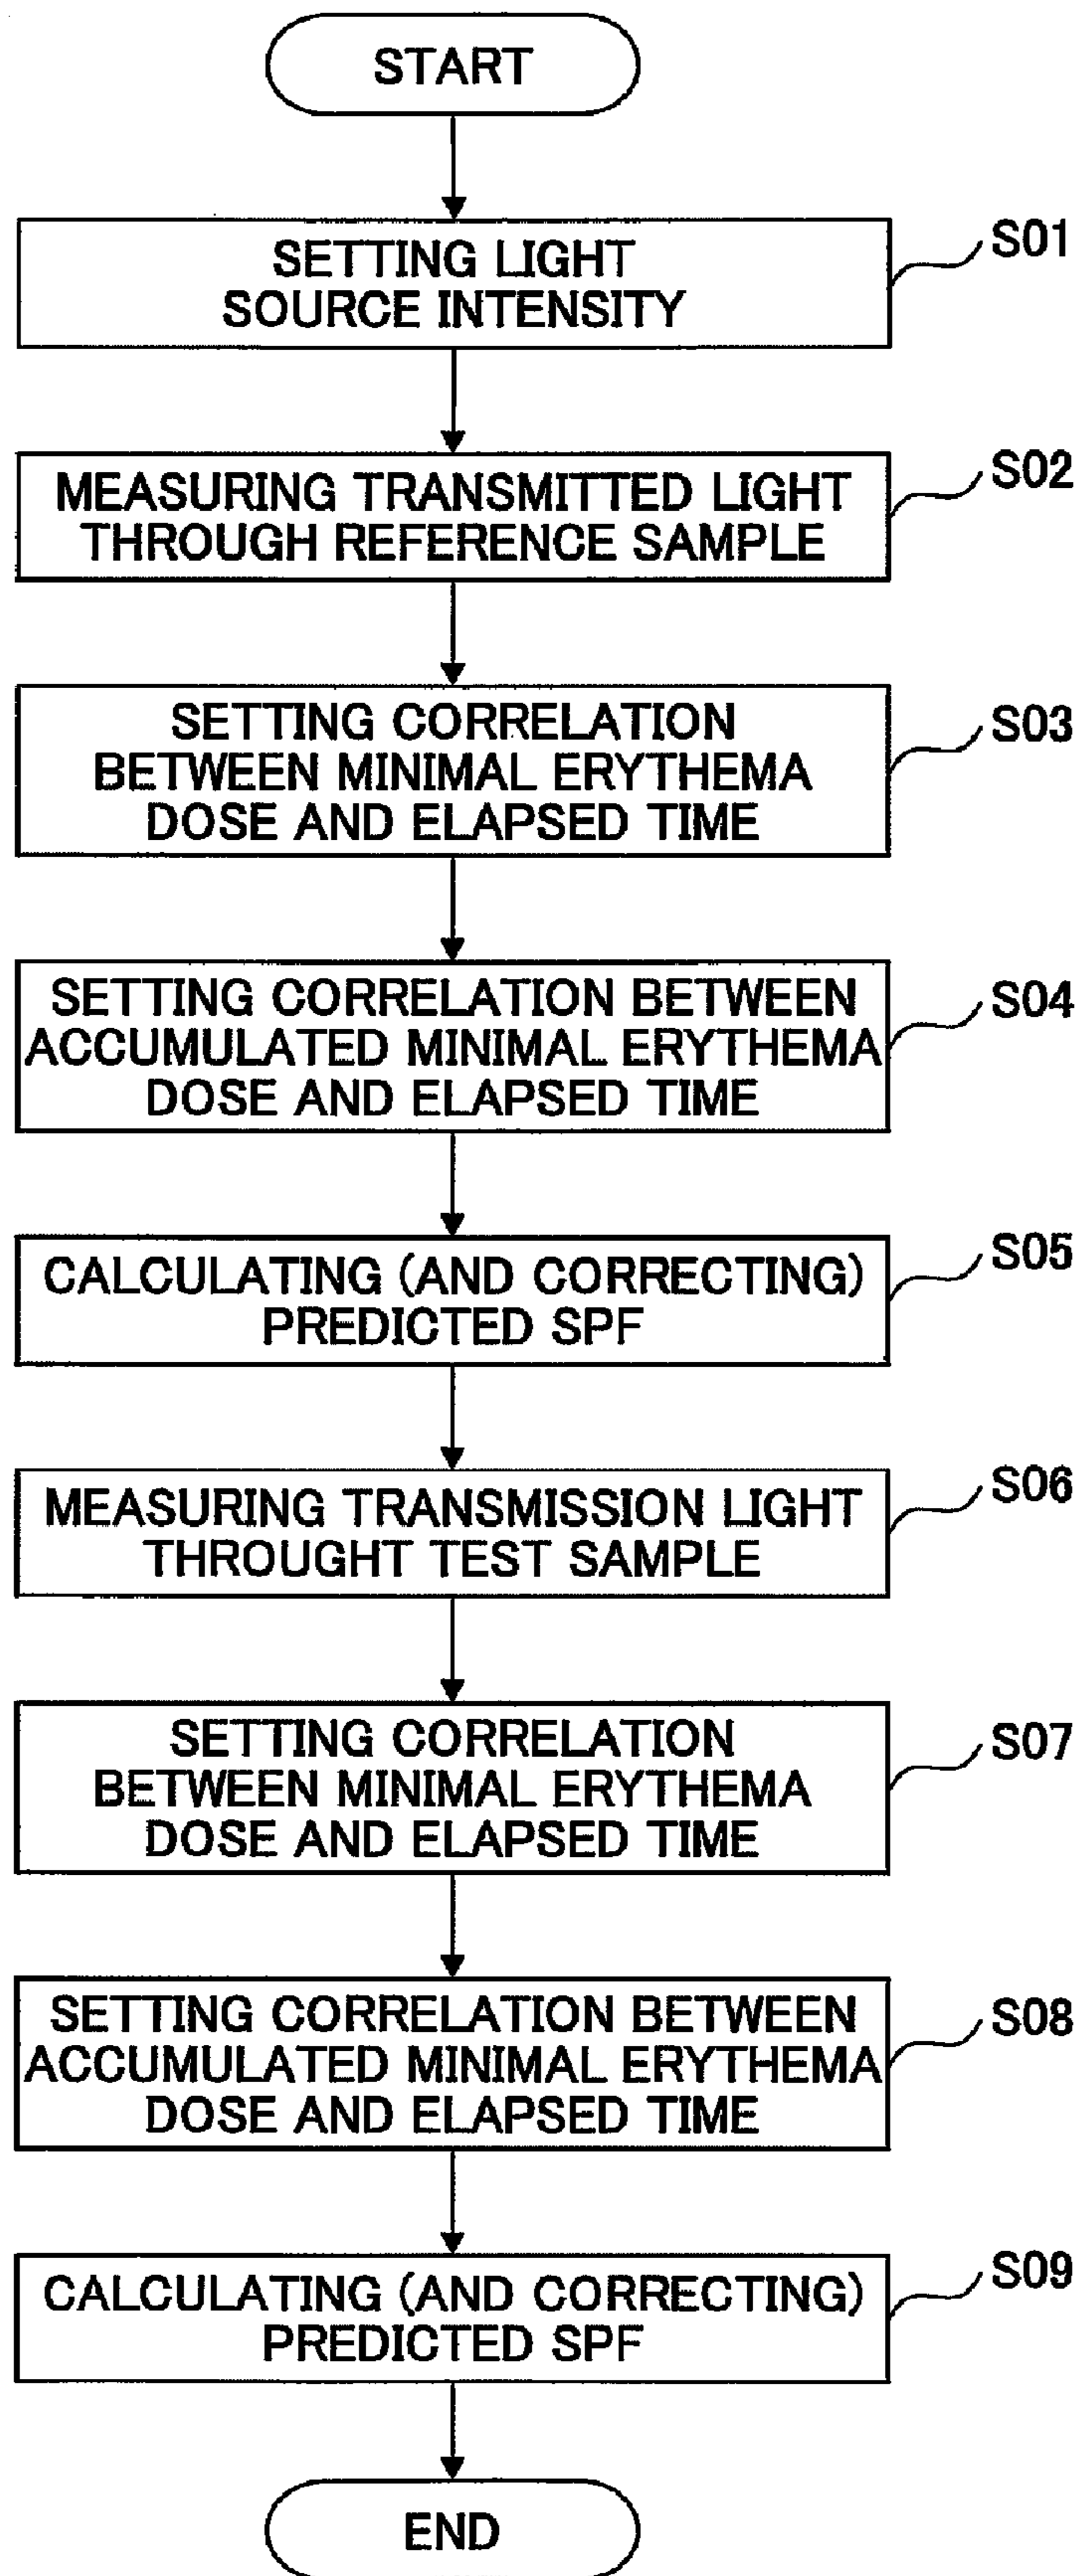 START
SETTING LIGHT
SOURCE INTENSITY
S01
MEASURING TRANSMITTED LIGHT
THROUGH REFERENCE SAMPLE
S02
SETTING CORRELATION
BETWEEN MINIMAL ERYTHEMA
DOSE AND ELAPSED TIME
S03
SETTING CORRELATION BETWEEN
ACCUMULATED MINIMAL ERYTHEMA
DOSE AND ELAPSED TIME
S04
CALCULATING (AND CORRECTING)
PREDICTED SPF
S05
MEASURING TRANSMISSION LIGHT
THROUGHT TEST SAMPLE
S06
SETTING CORRELATION
BETWEEN MINIMAL ERYTHEMA
DOSE AND ELAPSED TIME
S07
SETTING CORRELATION BETWEEN
ACCUMULATED MINIMAL ERYTHEMA
DOSE AND ELAPSED TIME
S08
CALCULATING (AND CORRECTING)
PREDICTED SPF
S09
END